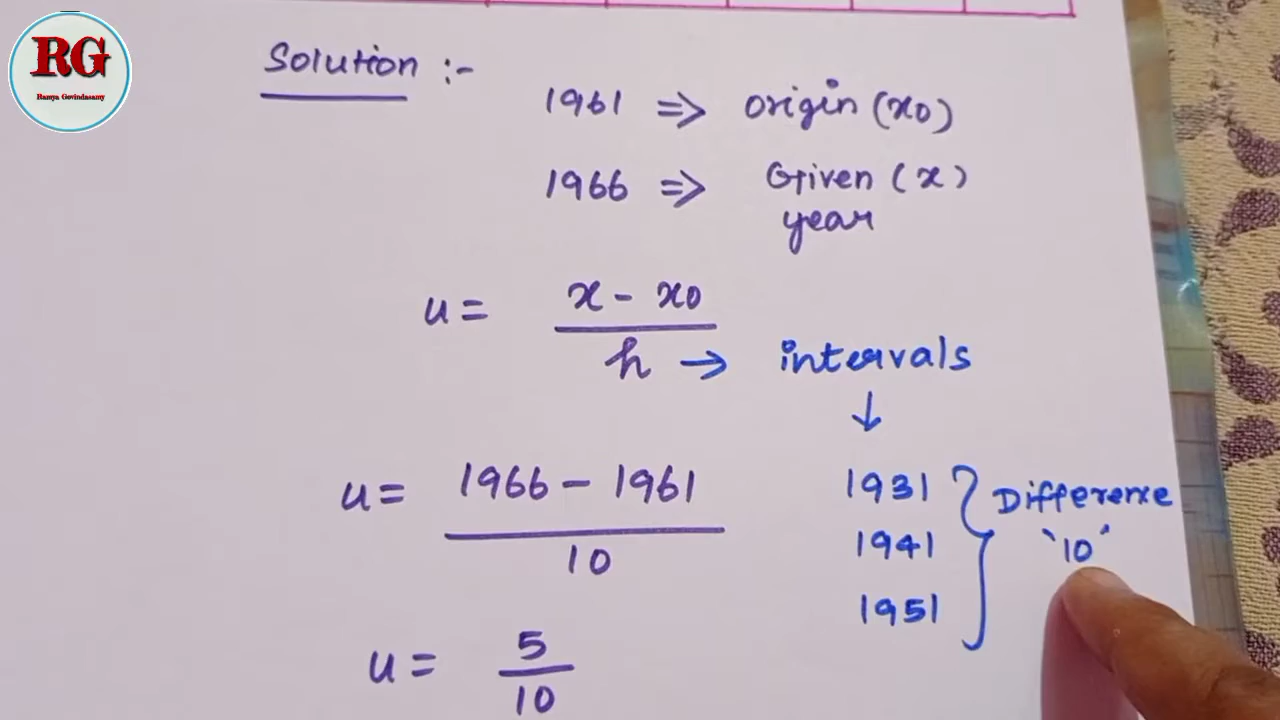 RG
Ramya Govindasamy
Solution :-
1961 ⇒ origin (x0)
1966 ⇒ Given (x)
year
u = x - x0
h → intervals
↓
u = 1966 - 1961
10
1931
1941
1951
Difference
'10'
u = 5
10